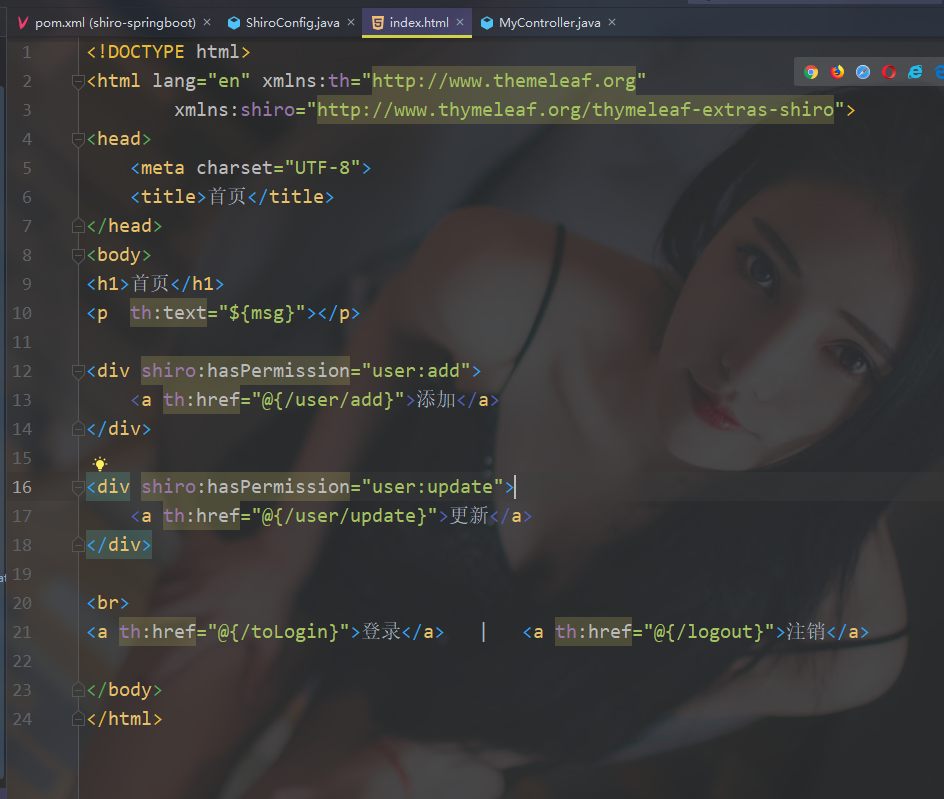 pom.xml (shiro-springboot) × ShiroConfig.java × index.html × MyController.java ×
1 <!DOCTYPE html>
2 <html lang="en" xmlns:th="http://www.themeleaf.org"
3 xmlns:shiro="http://www.thymeleaf.org/thymeleaf-extras-shiro">
4 <head>
5 <meta charset="UTF-8">
6 <title>首页</title>
7 </head>
8 <body>
9 <h1>首页</h1>
10 <p th:text="${msg}"></p>
11
12 <div shiro:hasPermission="user:add">
13 <a th:href="@{/user/add}">添加</a>
14 </div>
15
16 <div shiro:hasPermission="user:update">
17 <a th:href="@{/user/update}">更新</a>
18 </div>
19
20 <br>
21 <a th:href="@{/toLogin}">登录</a> | <a th:href="@{/logout}">注销</a>
22
23 </body>
24 </html>